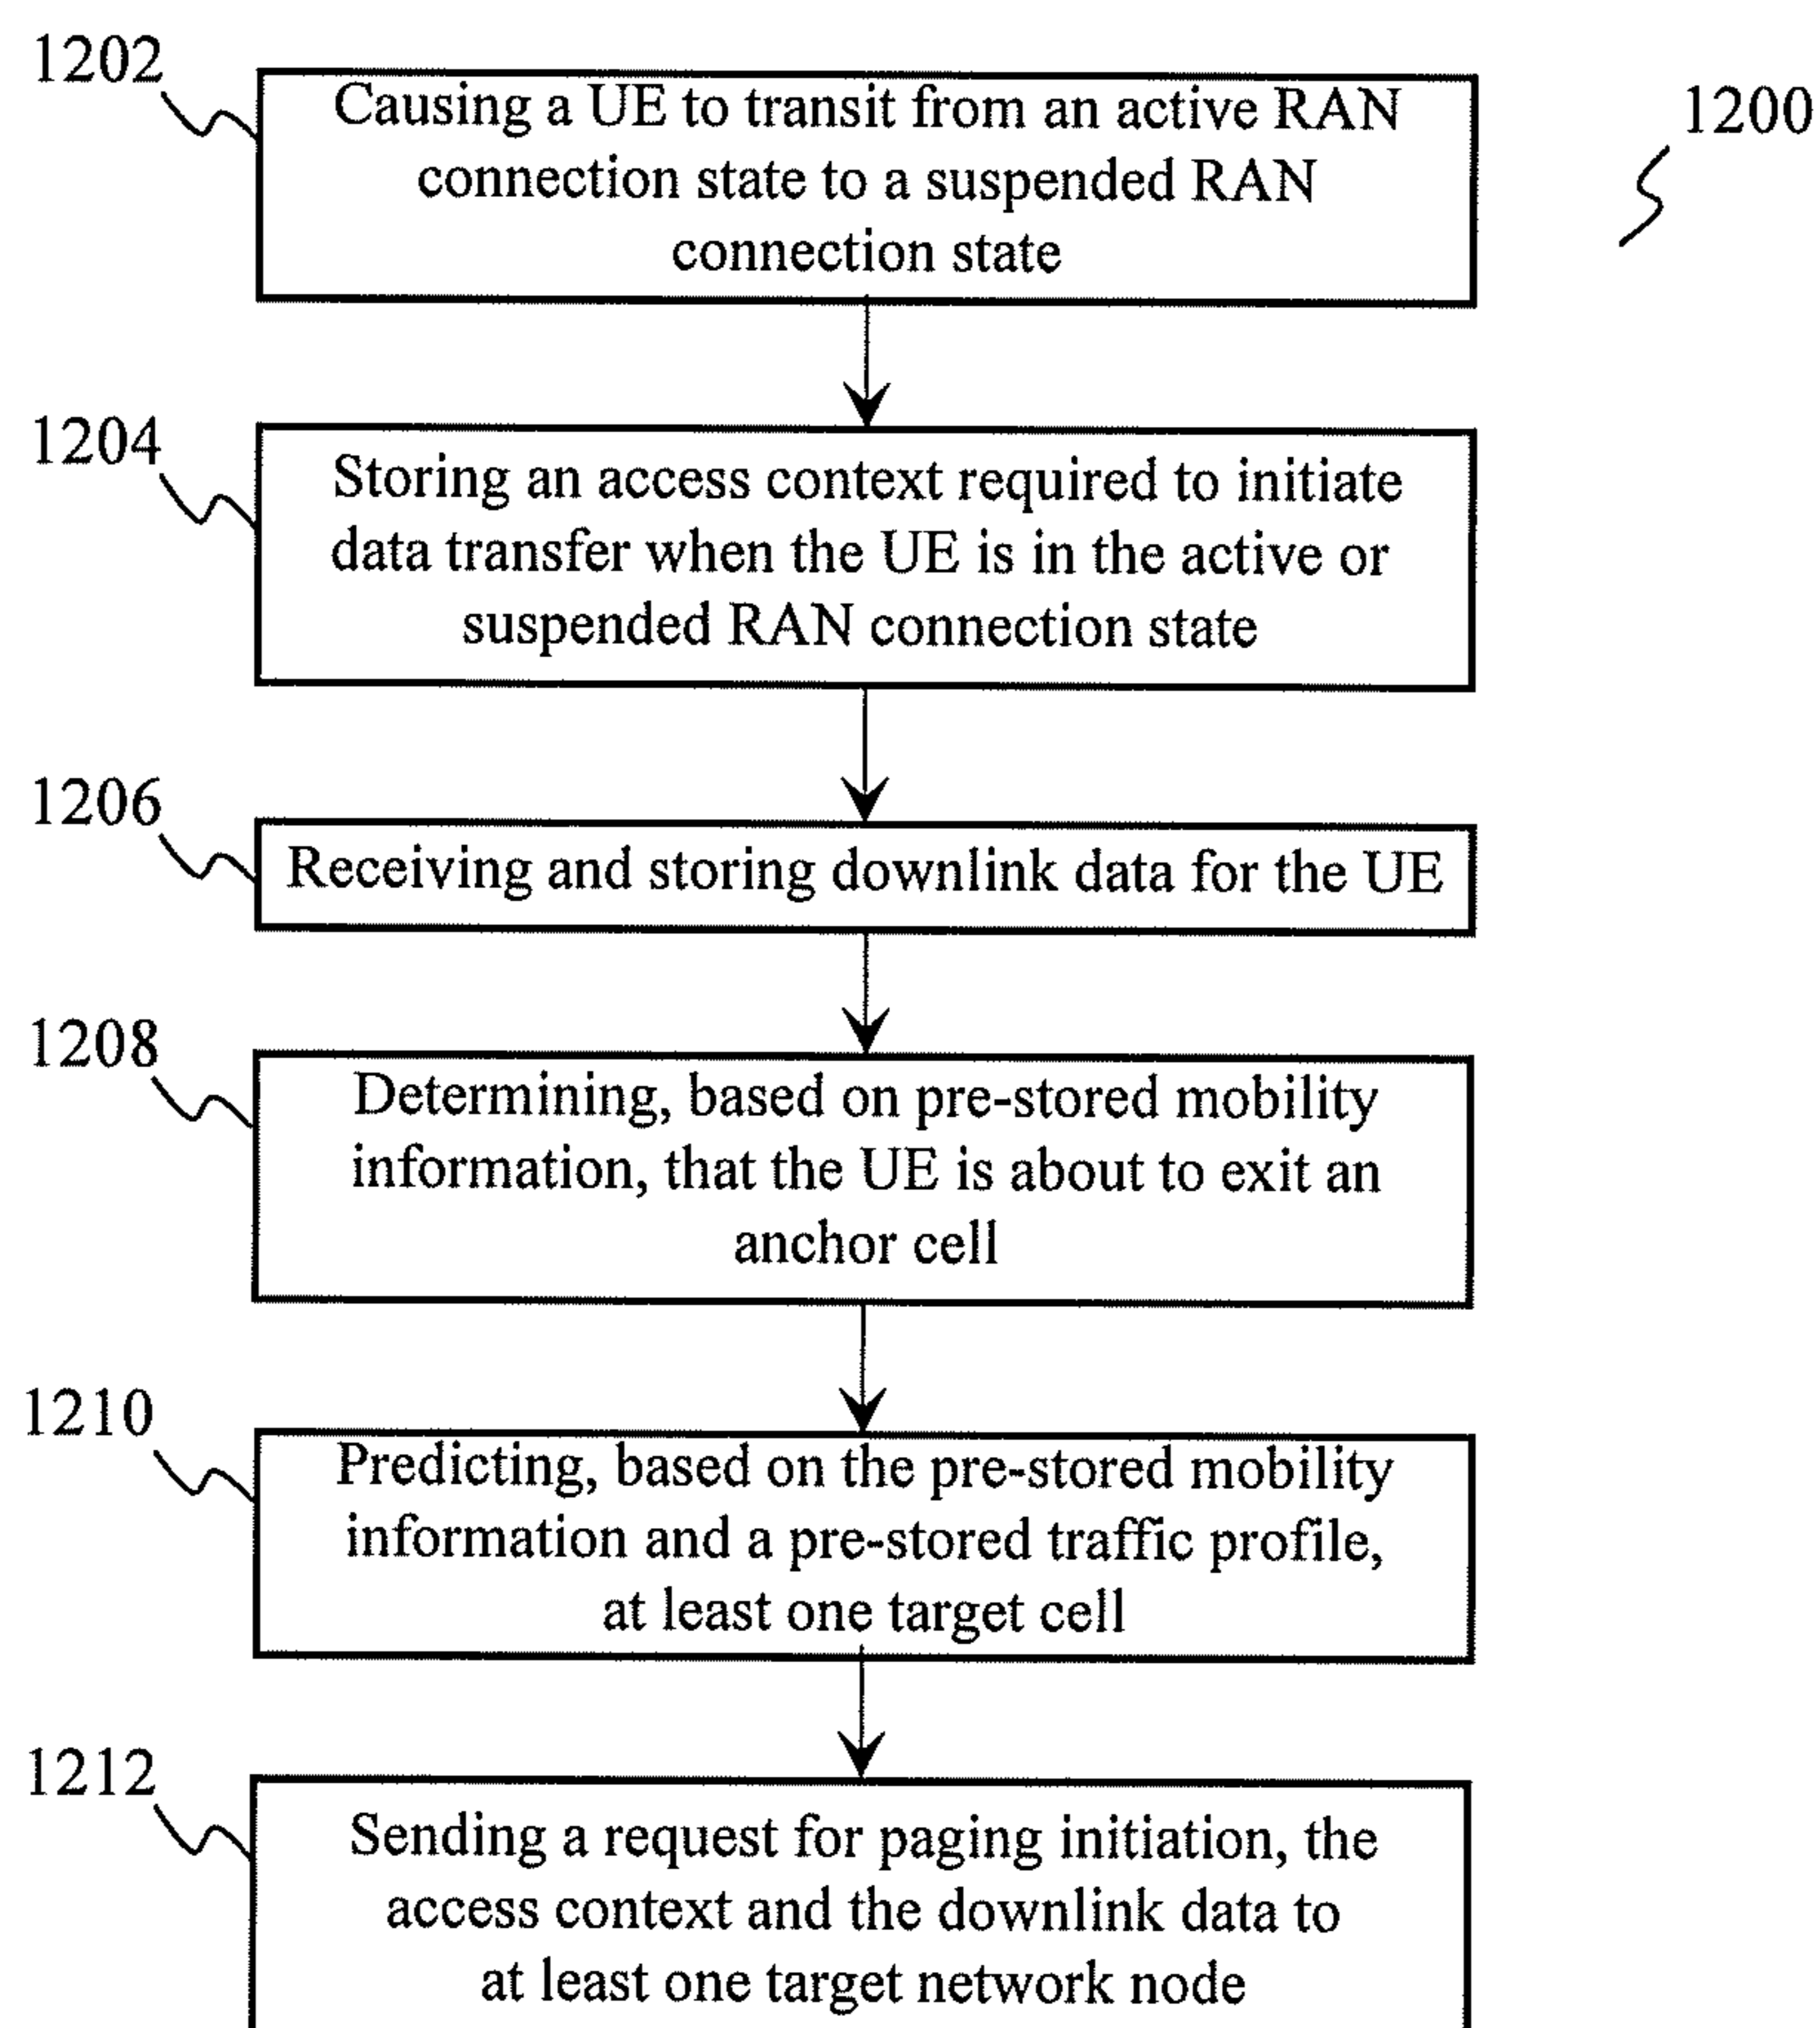 1202
Causing a UE to transit from an active RAN
connection state to a suspended RAN
connection state
1200
1204
Storing an access context required to initiate
data transfer when the UE is in the active or
suspended RAN connection state
1206
Receiving and storing downlink data for the UE
1208
Determining, based on pre-stored mobility
information, that the UE is about to exit an
anchor cell
1210
Predicting, based on the pre-stored mobility
information and a pre-stored traffic profile,
at least one target cell
1212
Sending a request for paging initiation, the
access context and the downlink data to
at least one target network node